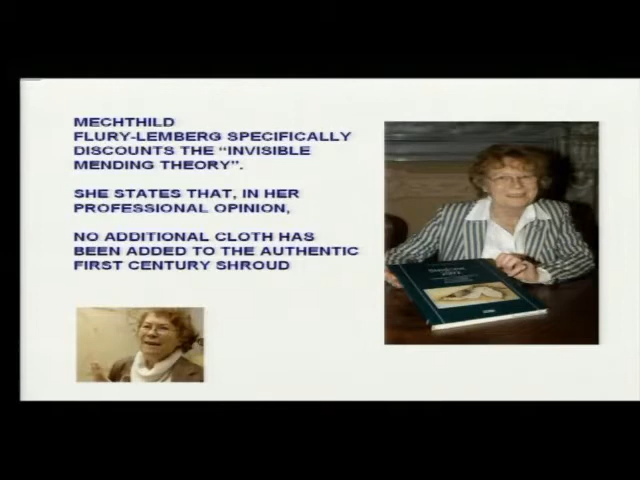 MECHTHILD
FLURY-LEMBERG SPECIFICALLY
DISCOUNTS THE “INVISIBLE
MENDING THEORY”.
SHE STATES THAT, IN HER
PROFESSIONAL OPINION,
NO ADDITIONAL CLOTH HAS
BEEN ADDED TO THE AUTHENTIC
FIRST CENTURY SHROUD